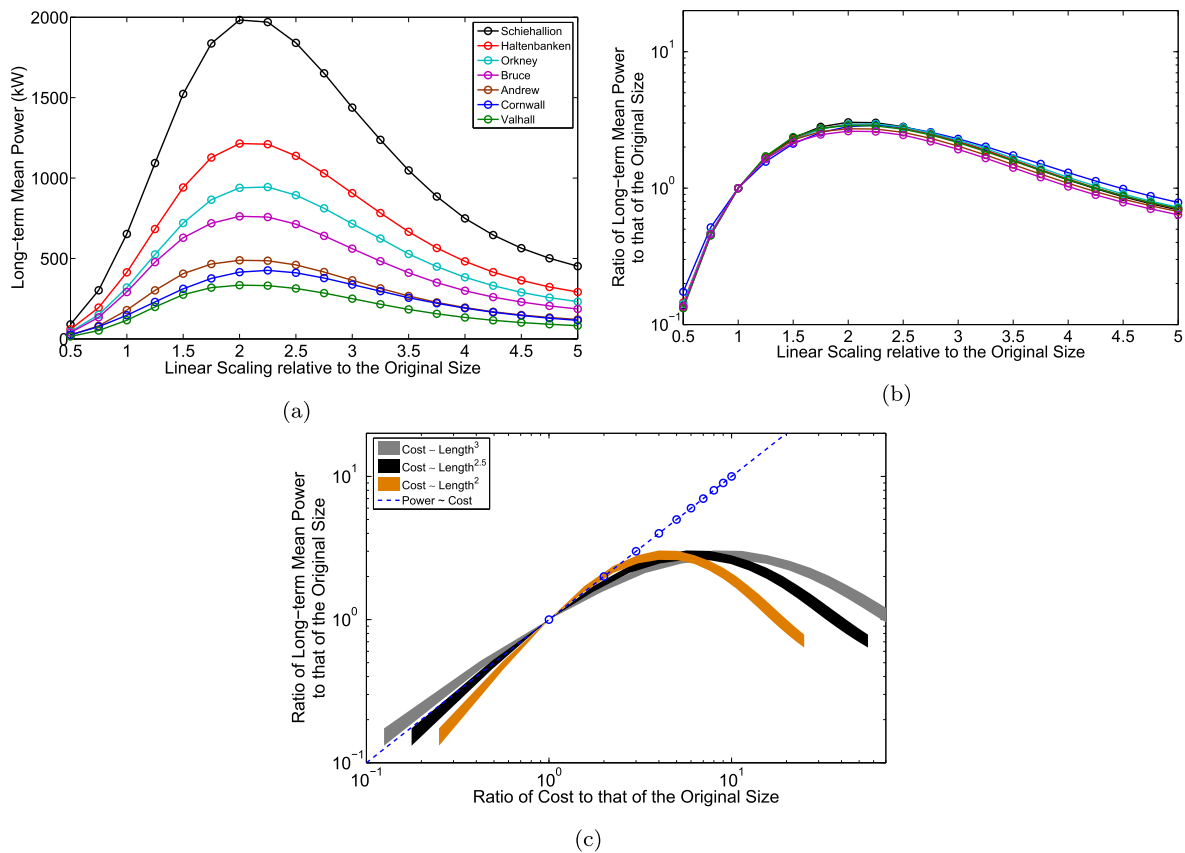 2000
1500
1000
500
0
Long−term Mean Power (kW)
Schiehallion
Haltenbanken
Orkney
Bruce
Andrew
Cornwall
Valhall
0.5 1 1.5 2 2.5 3 3.5 4 4.5 5
Linear Scaling relative to the Original Size
(a)
10^1
10^0
10^−1
Ratio of Long−term Mean Power
to that of the Original Size
0.5 1 1.5 2 2.5 3 3.5 4 4.5 5
Linear Scaling relative to the Original Size
(b)
Cost ~ Length^3
Cost ~ Length^2.5
Cost ~ Length^2
Power ~ Cost
10^1
10^0
10^−1
Ratio of Long−term Mean Power
to that of the Original Size
10^−1 10^0 10^1
Ratio of Cost to that of the Original Size
(c)